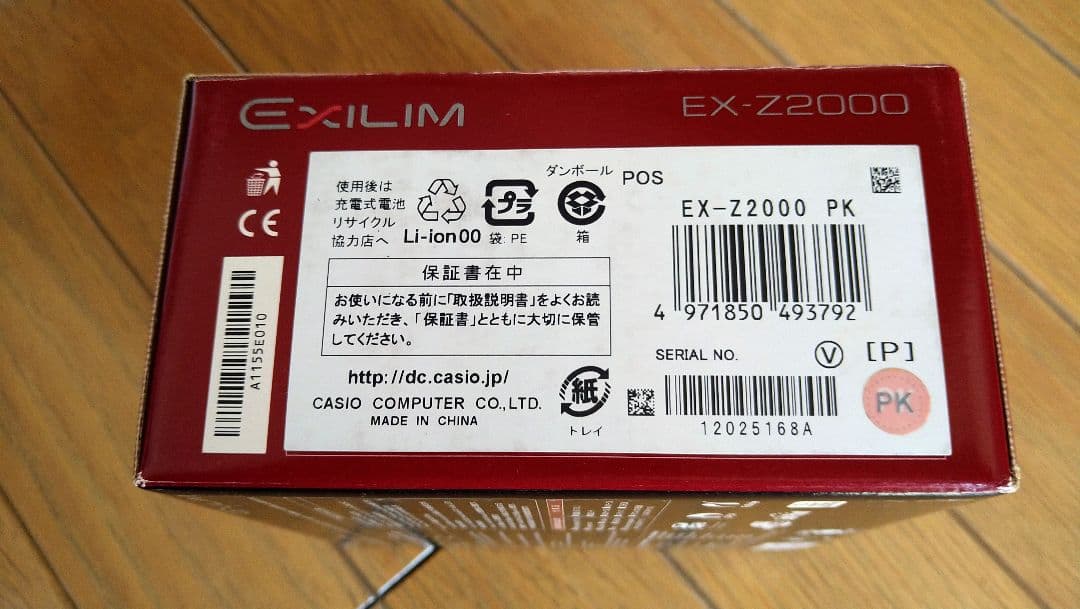 EXILIM
EX-Z2000
使用後は
充電式電池
リサイクル
協力店へ
Li-ion00
プラ
袋: PE
ダンボール
箱
POS
EX-Z2000 PK
4 971850 493792
保証書在中
お使いになる前に「取扱説明書」をよくお読
みいただき、「保証書」とともに大切に保管
してください。
SERIAL NO.
V
[P]
PK
12025168A
http://dc.casio.jp/
CASIO COMPUTER CO.,LTD.
MADE IN CHINA
紙
トレイ
CE
A1155E010